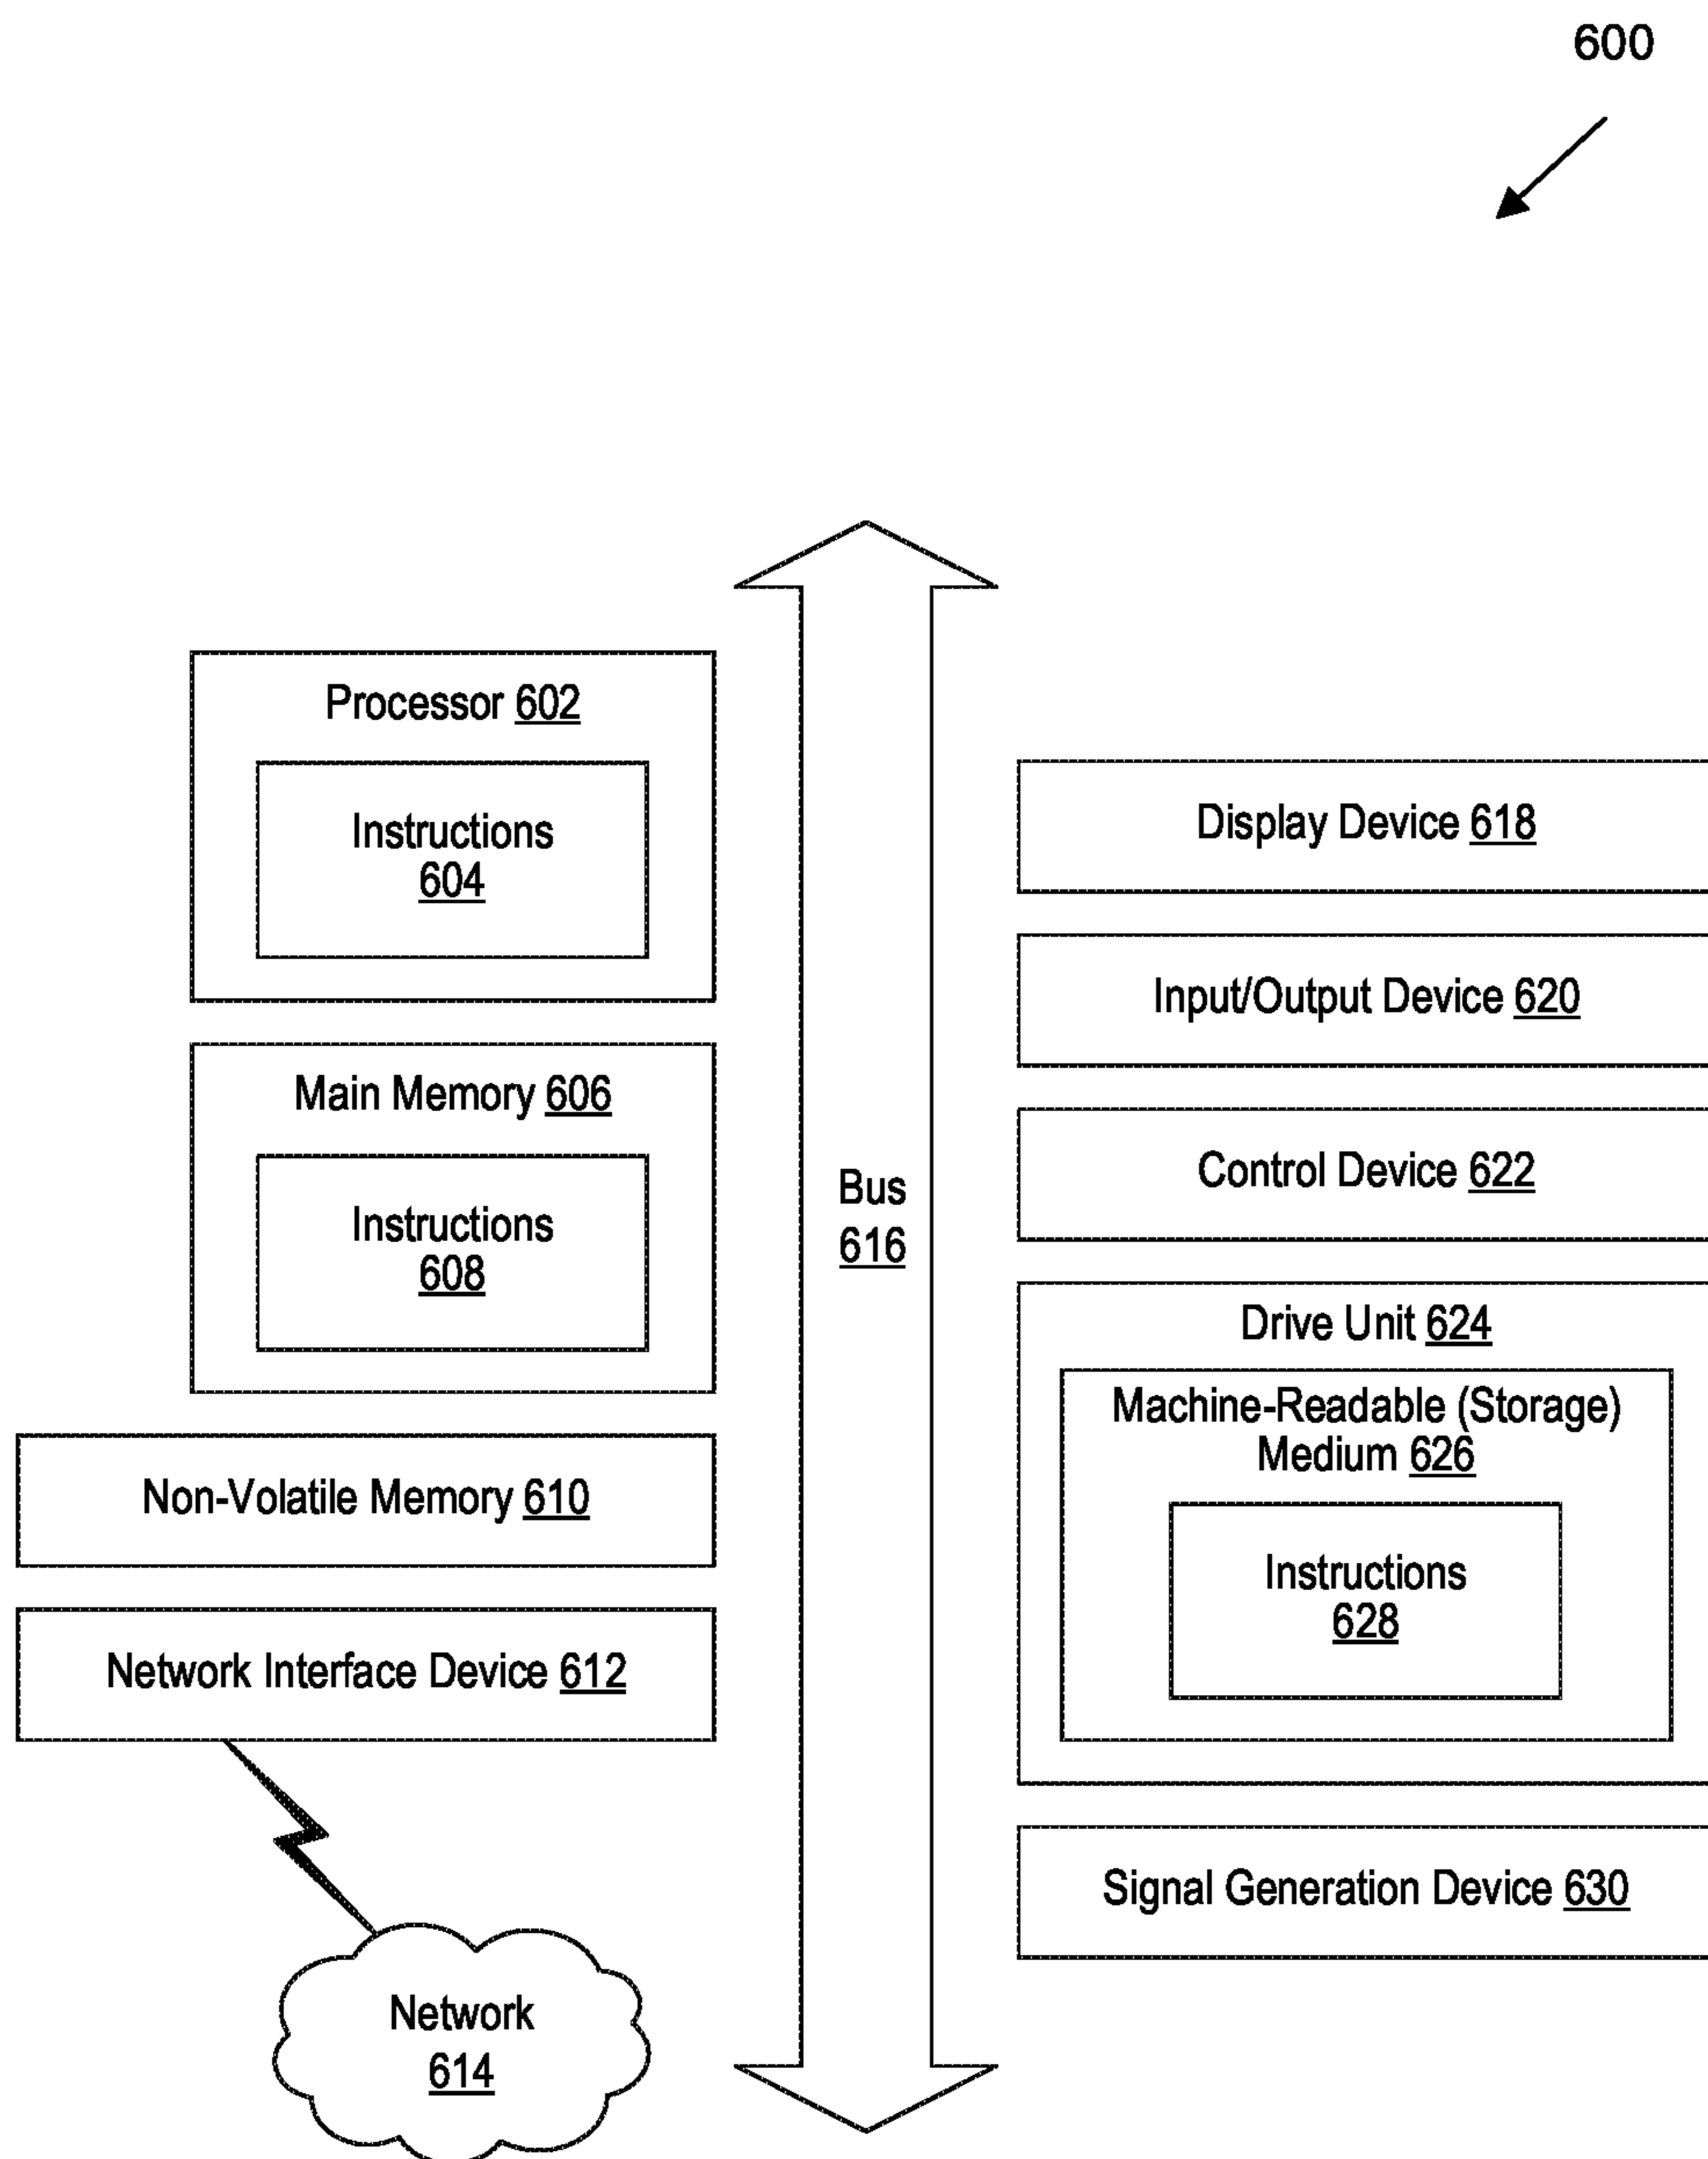 600
Processor 602
Instructions
604
Main Memory 606
Instructions
608
Non-Volatile Memory 610
Network Interface Device 612
Network
614
Bus
616
Display Device 618
Input/Output Device 620
Control Device 622
Drive Unit 624
Machine-Readable (Storage)
Medium 626
Instructions
628
Signal Generation Device 630